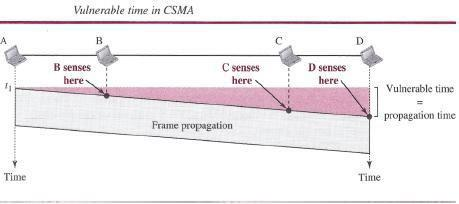 Vulnerable time in CSMA
A
B
C
D
B senses
here
C senses
here
D senses
here
t1
Vulnerable time
=
propagation time
Frame propagation
Time
Time